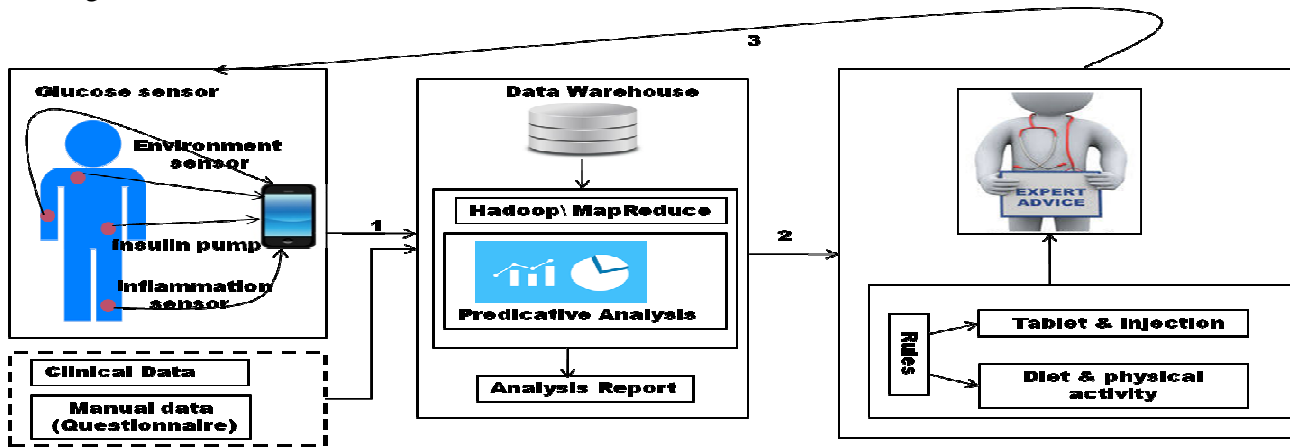 3
Glucose sensor
Environment
sensor
Insulin pump
Inflammation
sensor
Clinical Data
Manual data
(Questionnaire)
1
Data Warehouse
Hadoop\MapReduce
Predicative Analysis
Analysis Report
2
EXPERT
ADVICE
Rules
Tablet & injection
Diet & physical
activity